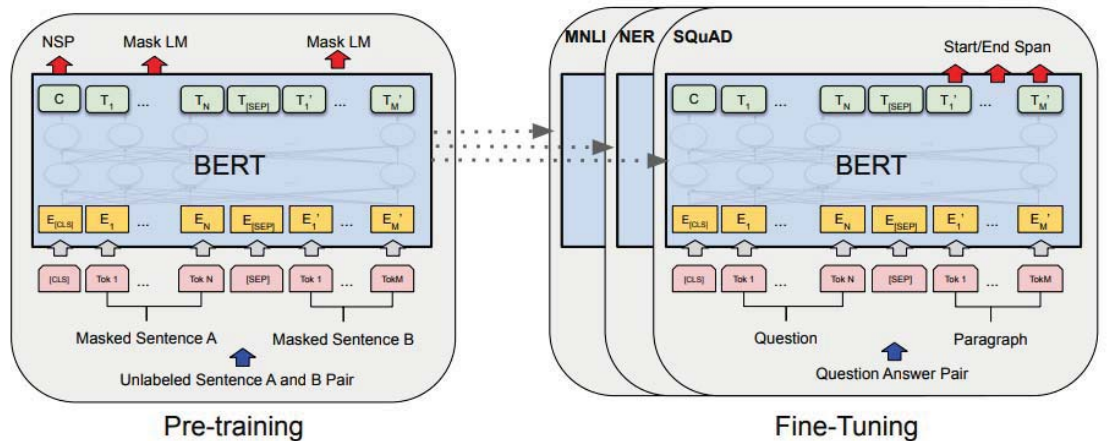 NSP Mask LM Mask LM
C T1 ... TN T[SEP] T1' ... TM'
BERT
E[CLS] E1 ... EN E[SEP] E1' ... EM'
[CLS] Tok 1 ... Tok N [SEP] Tok 1 ... TokM
Masked Sentence A Masked Sentence B
Unlabeled Sentence A and B Pair
Pre-training
MNLI NER SQuAD
Start/End Span
C T1 ... TN T[SEP] T1' ... TM'
BERT
E[CLS] E1 ... EN E[SEP] E1' ... EM'
[CLS] Tok 1 ... Tok N [SEP] Tok 1 ... TokM
Question Paragraph
Question Answer Pair
Fine-Tuning